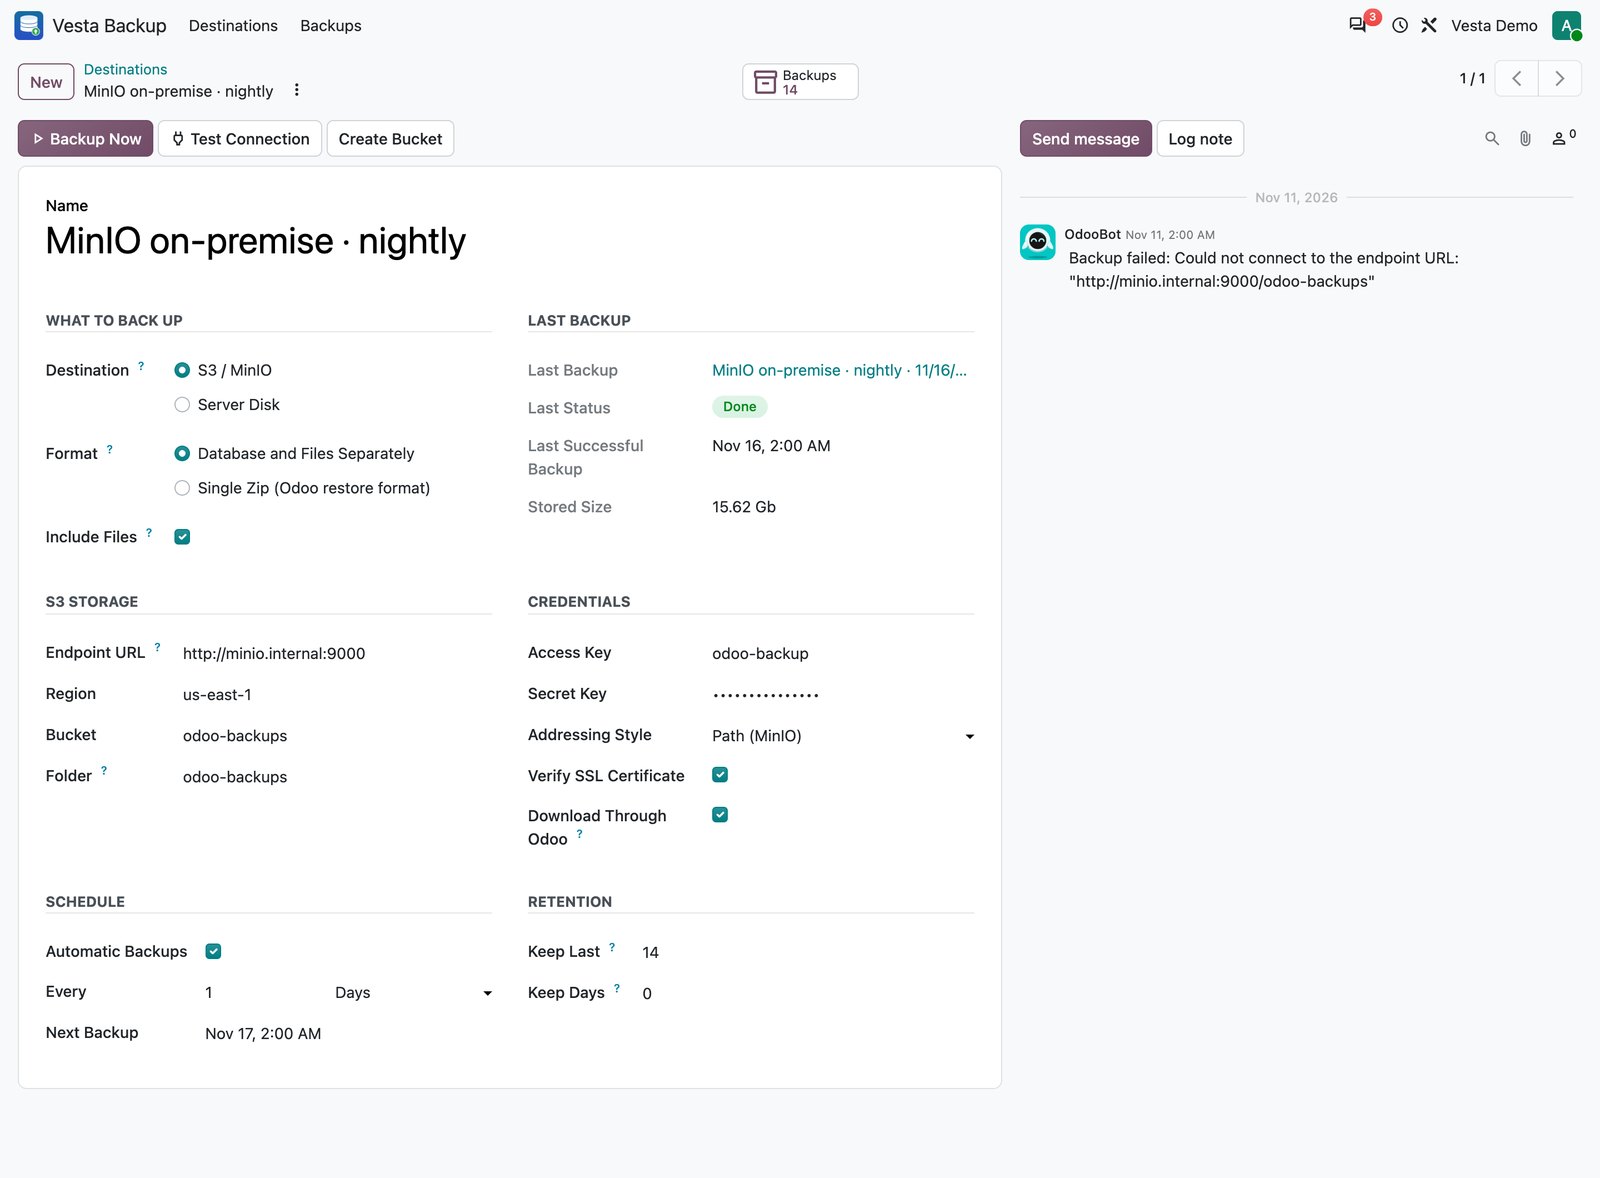 Vesta Backup Destinations Backups 3 Vesta Demo A
New
Destinations
MinIO on-premise · nightly
Backups
14
1 / 1
Backup Now Test Connection Create Bucket
Send message Log note 0
Name
MinIO on-premise · nightly
WHAT TO BACK UP
Destination ? S3 / MinIO
Server Disk
Format ? Database and Files Separately
Single Zip (Odoo restore format)
Include Files ?
LAST BACKUP
Last Backup MinIO on-premise · nightly · 11/16/...
Last Status Done
Last Successful Backup Nov 16, 2:00 AM
Stored Size 15.62 Gb
S3 STORAGE
Endpoint URL ? http://minio.internal:9000
Region us-east-1
Bucket odoo-backups
Folder ? odoo-backups
CREDENTIALS
Access Key odoo-backup
Secret Key ···············
Addressing Style Path (MinIO)
Verify SSL Certificate
Download Through
Odoo ?
SCHEDULE
Automatic Backups
Every 1 Days
Next Backup Nov 17, 2:00 AM
RETENTION
Keep Last ? 14
Keep Days ? 0
Nov 11, 2026
OdooBot Nov 11, 2:00 AM
Backup failed: Could not connect to the endpoint URL:
"http://minio.internal:9000/odoo-backups"